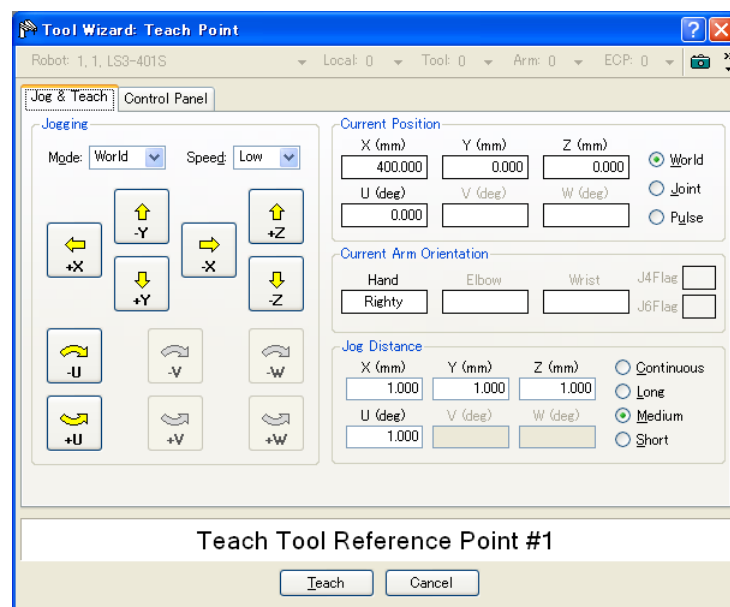 Tool Wizard: Teach Point
Robot: 1, 1, LS3-401S Local: 0 Tool: 0 Arm: 0 ECP: 0
Jog & Teach Control Panel
Jogging
Mode: World Speed: Low
-Y +Z
+X -X
+Y -Z
-U -V -W
+U +V +W
Current Position
X (mm) Y (mm) Z (mm)
400.000 0.000 0.000 World
U (deg) V (deg) W (deg) Joint
0.000 Pulse
Current Arm Orientation
Hand Elbow Wrist J4Flag
Righty J6Flag
Jog Distance
X (mm) Y (mm) Z (mm) Continuous
1.000 1.000 1.000 Long
U (deg) V (deg) W (deg) Medium
1.000 Short
Teach Tool Reference Point #1
Teach Cancel